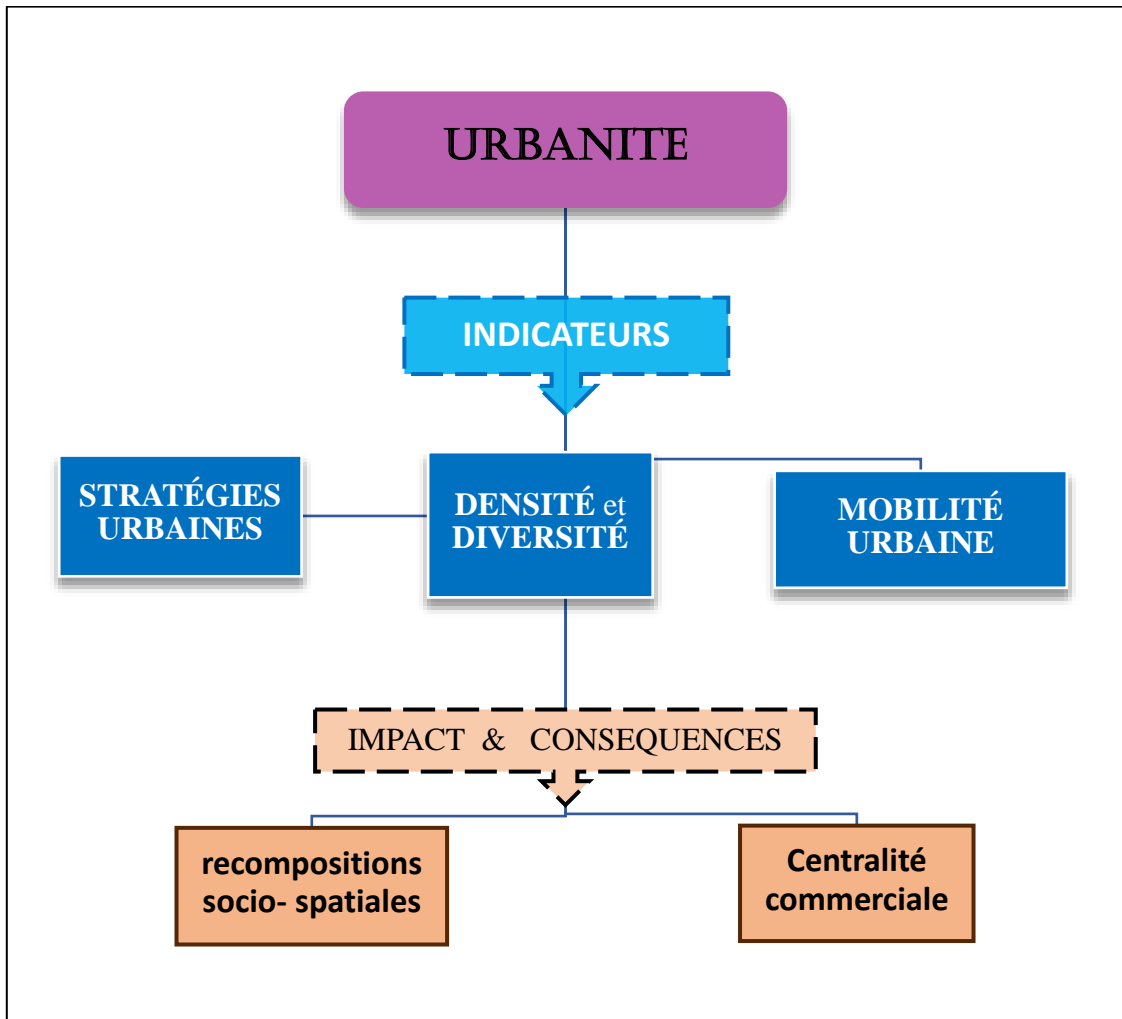 URBANITE
INDICATEURS
STRATÉGIES
URBAINES
DENSITÉ et
DIVERSITÉ
MOBILITÉ
URBAINE
IMPACT & CONSEQUENCES
recompositions
socio- spatiales
Centralité
commerciale